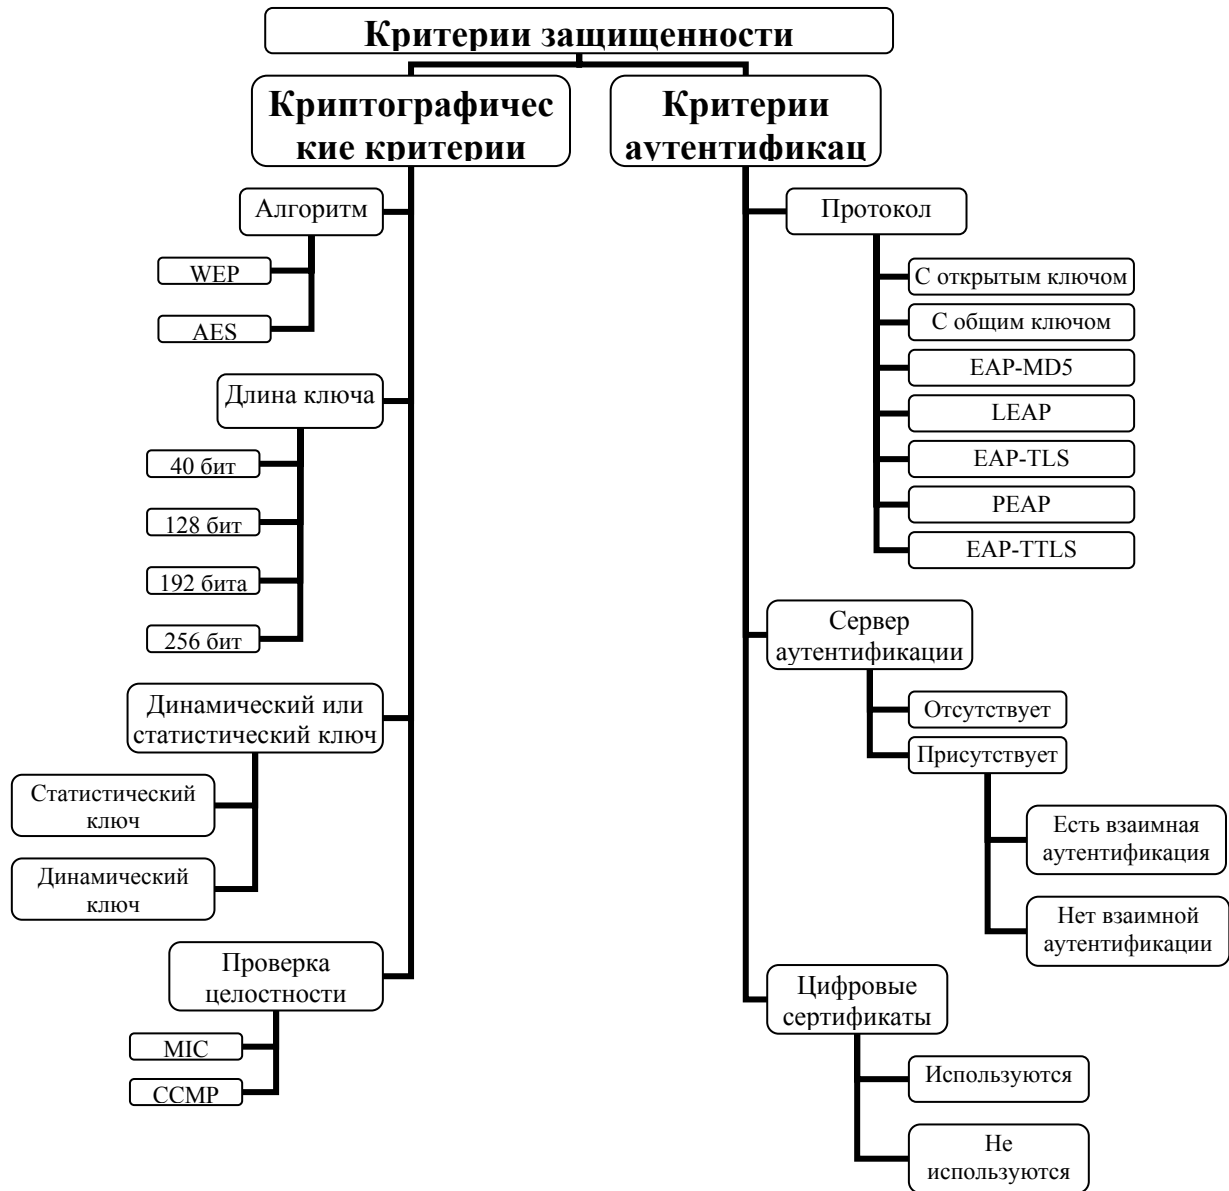 Критерии защищенности
Криптографичес
кие критерии
Критерии
аутентификац
Алгоритм
WEP
AES
Длина ключа
40 бит
128 бит
192 бита
256 бит
Динамический или
статистический ключ
Статистический
ключ
Динамический
ключ
Проверка
целостности
MIC
CCMP
Протокол
С открытым ключом
С общим ключом
EAP-MD5
LEAP
EAP-TLS
PEAP
EAP-TTLS
Сервер
аутентификации
Отсутствует
Присутствует
Есть взаимная
аутентификация
Нет взаимной
аутентификации
Цифровые
сертификаты
Используются
Не
используются